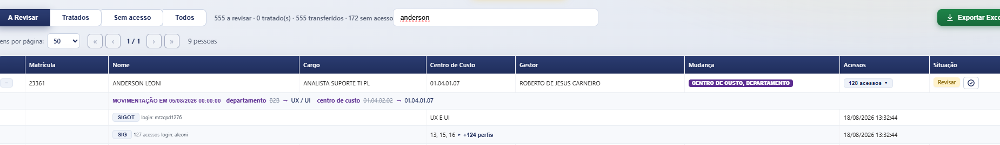 A Revisar Tratados Sem acesso Todos 555 a revisar · 0 tratado(s) · 555 transferidos · 172 sem acesso anderson Exportar Exce
ens por página: 50 « ‹ 1 / 1 › » 9 pessoas
Matrícula Nome Cargo Centro de Custo Gestor Mudança Acessos Situação
− 23361 ANDERSON LEONI ANALISTA SUPORTE TI PL 01.04.01.07 ROBERTO DE JESUS CARNEIRO CENTRO DE CUSTO, DEPARTAMENTO 128 acessos ▾ Revisar
MOVIMENTAÇÃO EM 05/08/2026 00:00:00 departamento B2B → UX / UI centro de custo 01.04.02.02 → 01.04.01.07
SIGOT login: mtzcpd1276 UX E UI 18/08/2026 13:32:44
SIG 127 acessos login: aleoni 13, 15, 16 ▸ +124 perfis 18/08/2026 13:32:44